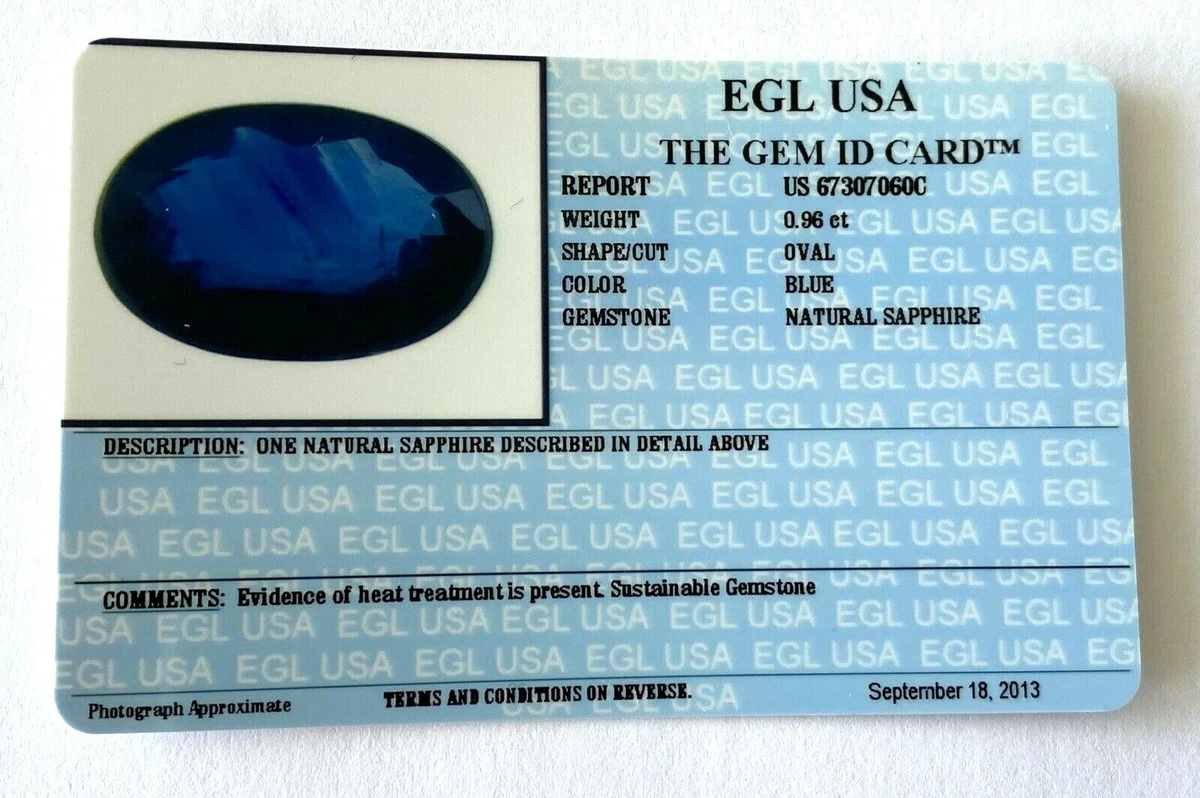 EGL USA
THE GEM ID CARD™
REPORT US 67307060C
WEIGHT 0.96 ct
SHAPE/CUT OVAL
COLOR BLUE
GEMSTONE NATURAL SAPPHIRE
DESCRIPTION: ONE NATURAL SAPPHIRE DESCRIBED IN DETAIL ABOVE
COMMENTS: Evidence of heat treatment is present. Sustainable Gemstone
Photograph Approximate TERMS AND CONDITIONS ON REVERSE. September 18, 2013